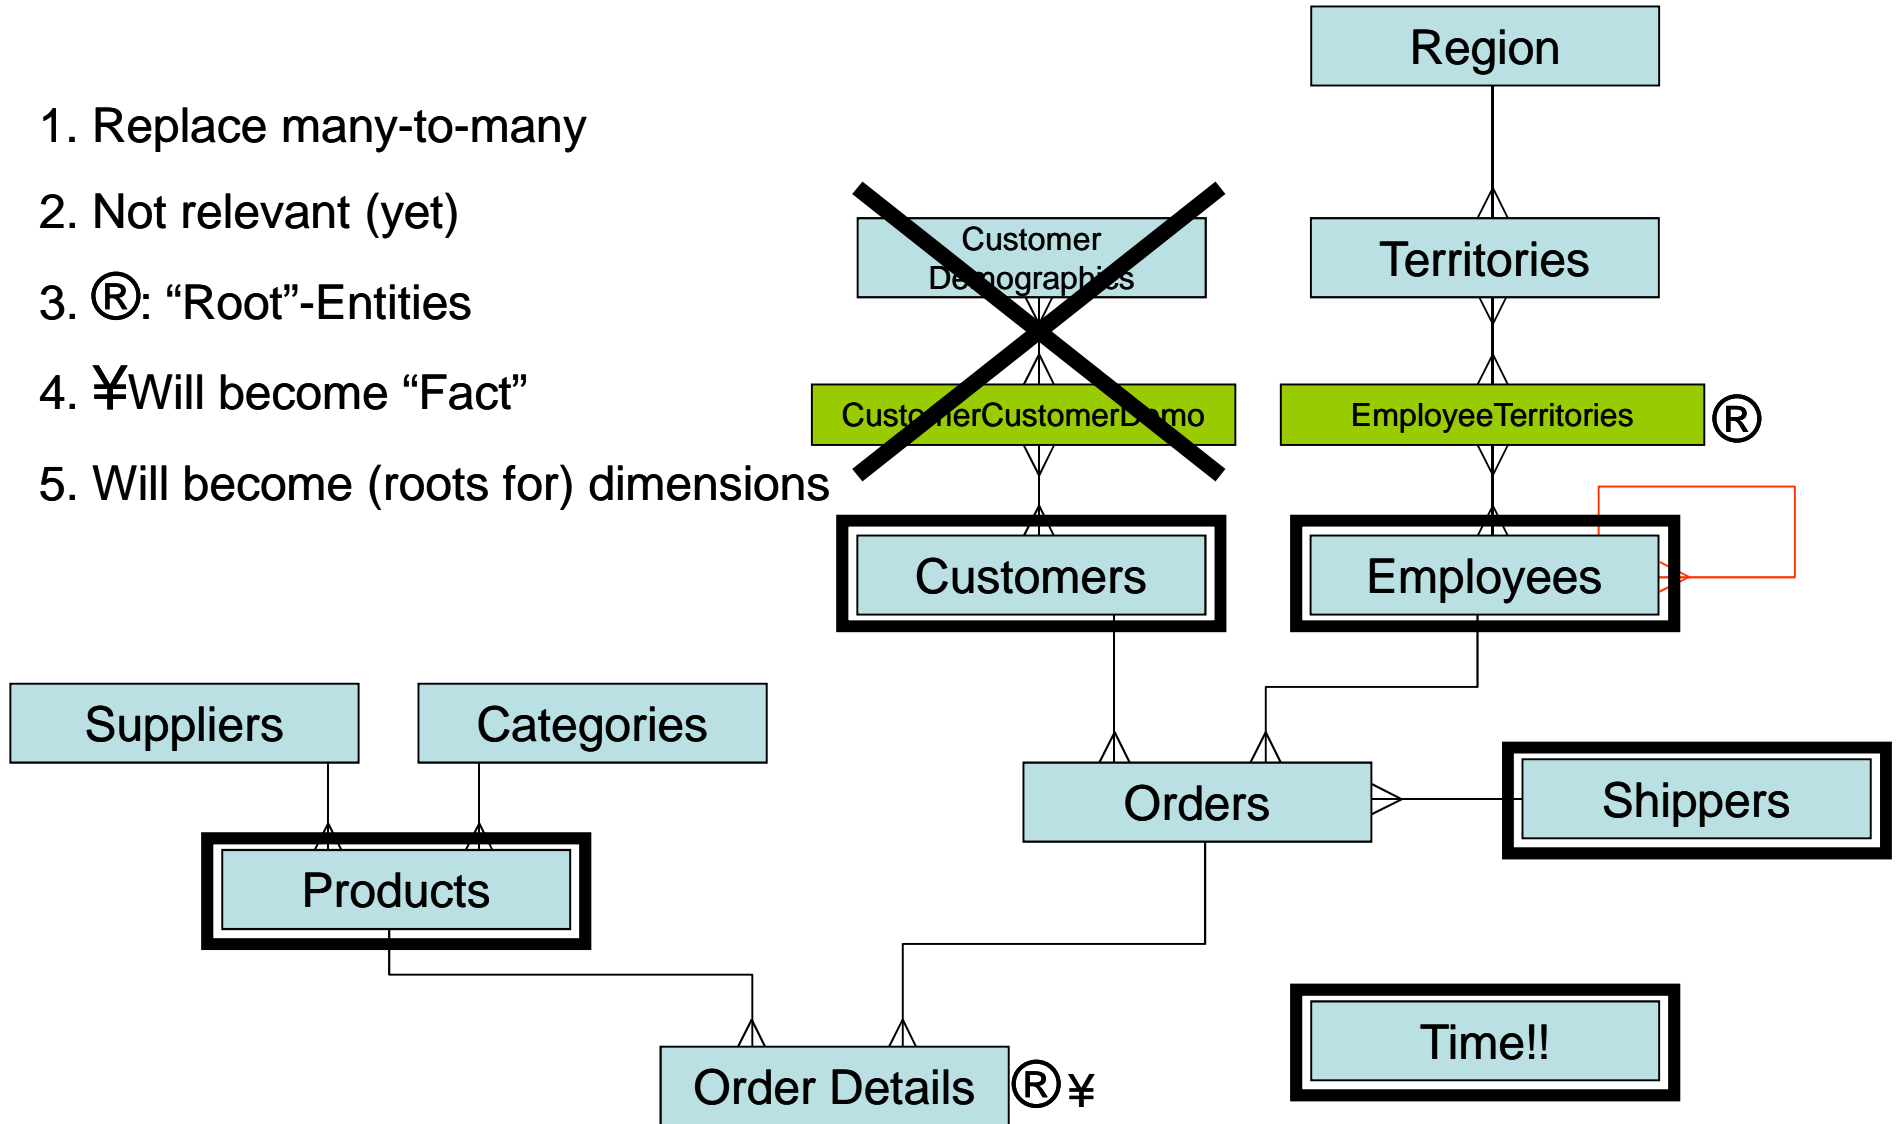 1. Replace many-to-many
2. Not relevant (yet)
3. ®: “Root”-Entities
4. ¥Will become “Fact”
5. Will become (roots for) dimensions
Region
Customer
Demographics
Territories
CustomerCustomerDemo
EmployeeTerritories ®
Customers
Employees
Suppliers
Categories
Orders
Shippers
Products
Time!!
Order Details ® ¥